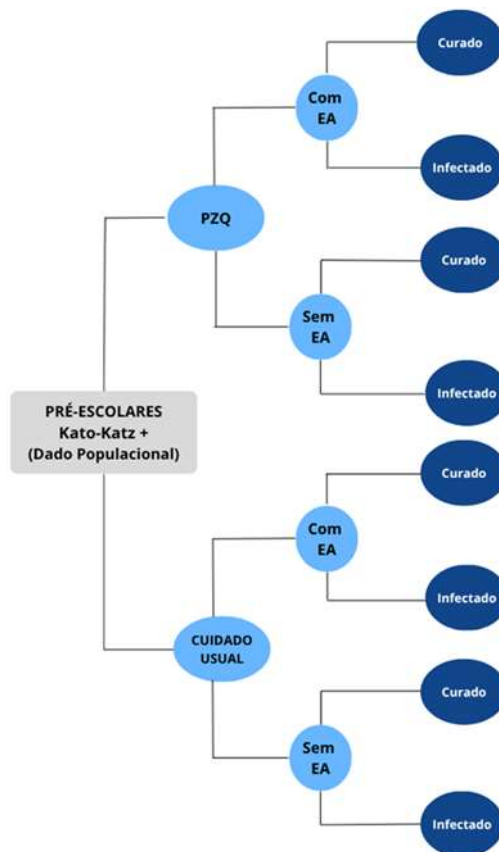 Curado
Com
EA
Infectado
PZQ
Curado
Sem
EA
Infectado
PRÉ-ESCOLARES
Kato-Katz +
(Dado Populacional)
Curado
Com
EA
Infectado
CUIDADO
USUAL
Curado
Sem
EA
Infectado